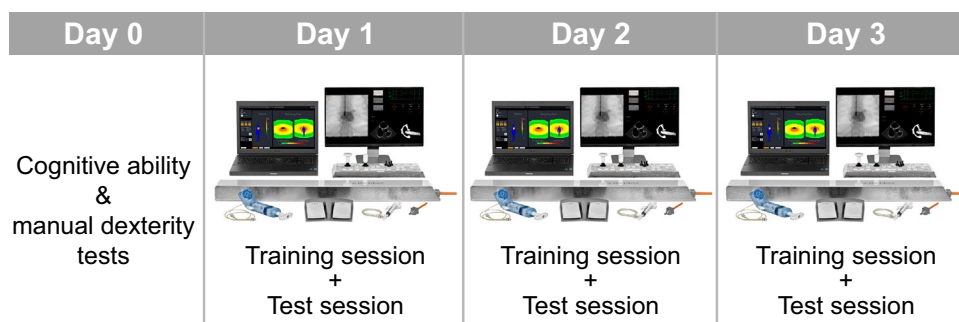 Day 0
Day 1
Day 2
Day 3
Cognitive ability
&
manual dexterity
tests
Training session
+
Test session
Training session
+
Test session
Training session
+
Test session